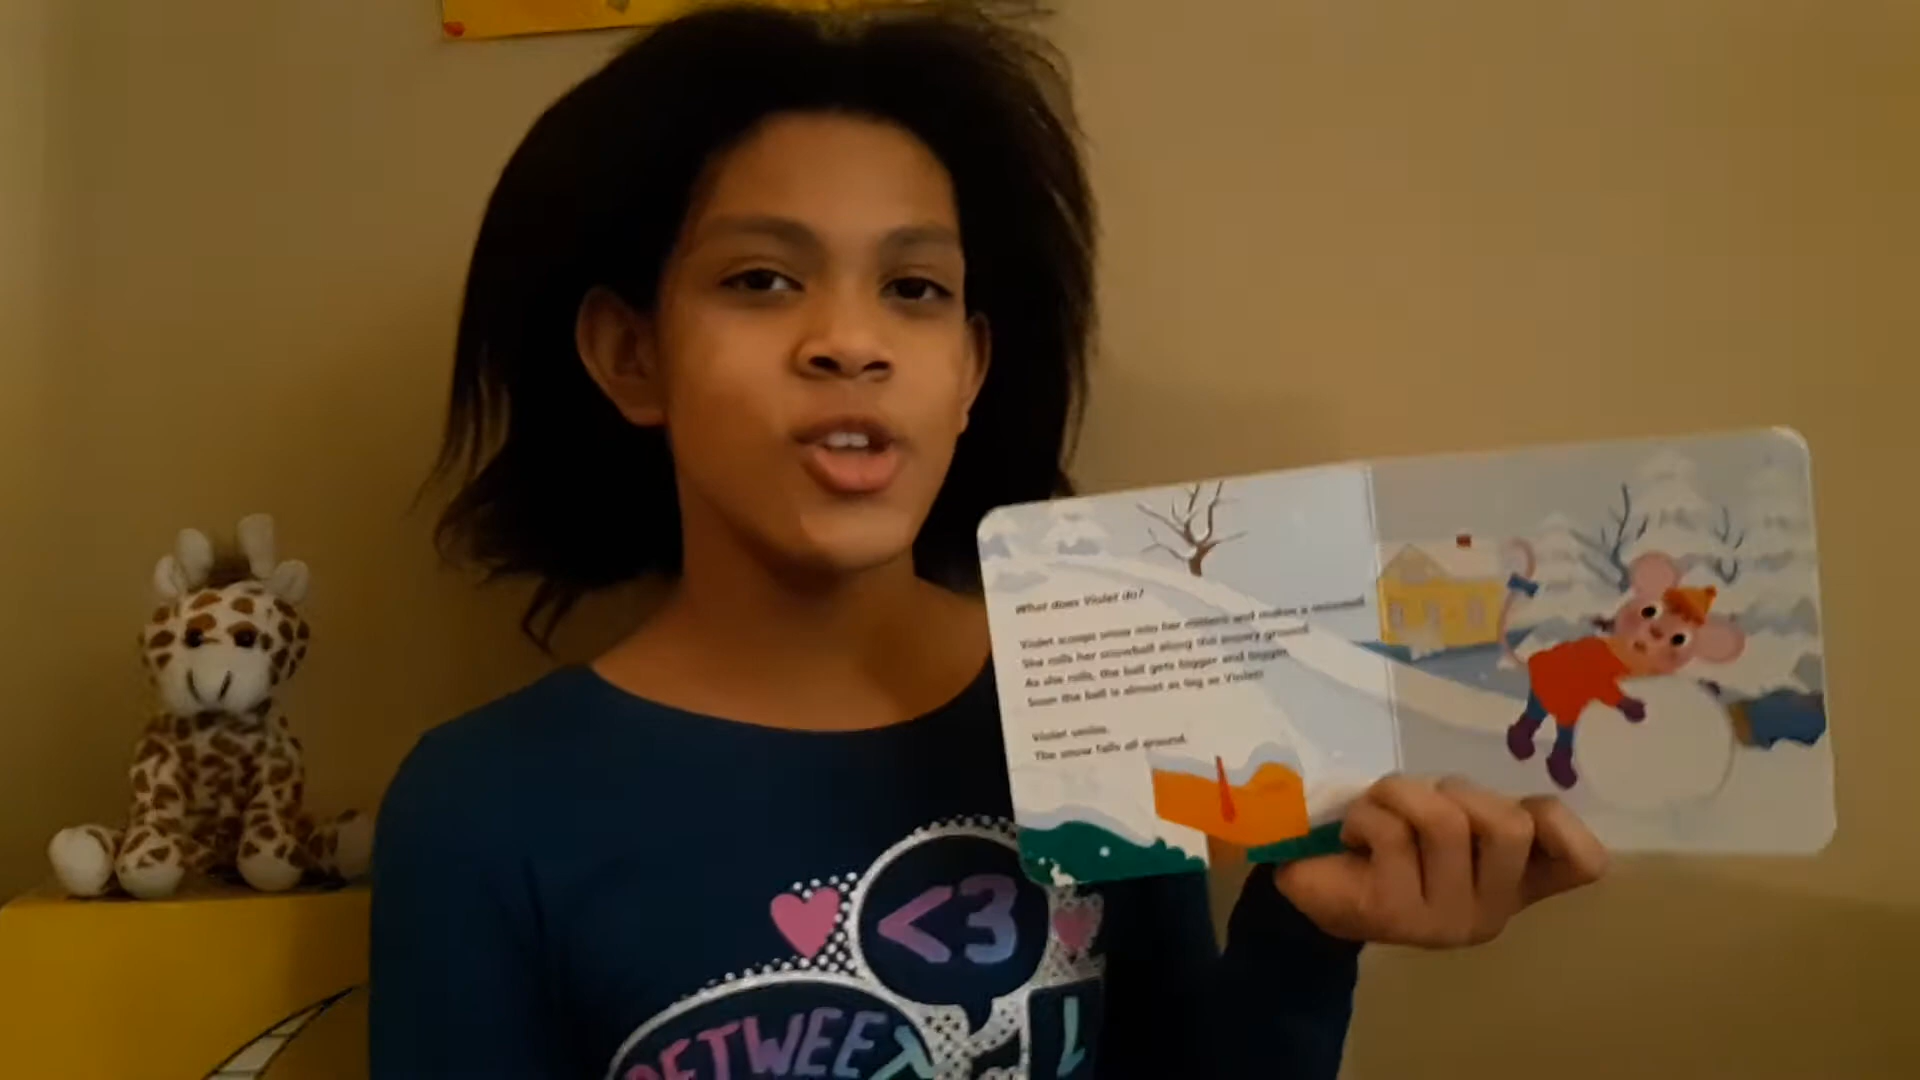 What does Violet do?
Violet scoops snow into her mittens and makes a snowball.
She rolls her snowball along the snowy ground.
As she rolls, the ball gets bigger and bigger.
Soon the ball is almost as big as Violet!
Violet smiles.
The snow falls all around.
<3
RETWEET
L